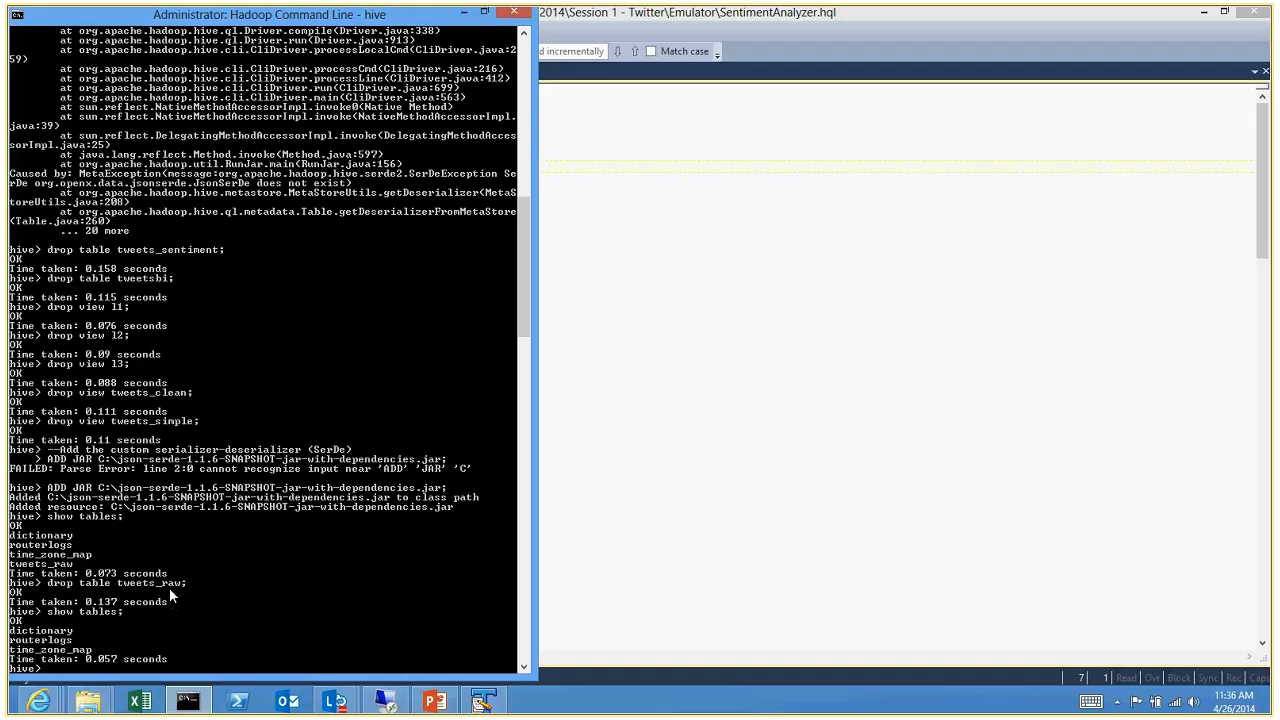 Administrator: Hadoop Command Line - hive
2014\Session 1 - Twitter\Emulator\SentimentAnalyzer.hql
d incrementally
Match case
at org.apache.hadoop.hive.ql.Driver.compile(Driver.java:338)
at org.apache.hadoop.hive.ql.Driver.run(Driver.java:913)
at org.apache.hadoop.hive.cli.CliDriver.processLocalCmd(CliDriver.java:2
59)
at org.apache.hadoop.hive.cli.CliDriver.processCmd(CliDriver.java:216)
at org.apache.hadoop.hive.cli.CliDriver.processLine(CliDriver.java:412)
at org.apache.hadoop.hive.cli.CliDriver.run(CliDriver.java:699)
at org.apache.hadoop.hive.cli.CliDriver.main(CliDriver.java:563)
at sun.reflect.NativeMethodAccessorImpl.invoke0(Native Method)
at sun.reflect.NativeMethodAccessorImpl.invoke(NativeMethodAccessorImpl.
java:39)
at sun.reflect.DelegatingMethodAccessorImpl.invoke(DelegatingMethodAcces
sorImpl.java:25)
at java.lang.reflect.Method.invoke(Method.java:597)
at org.apache.hadoop.util.RunJar.main(RunJar.java:156)
Caused by: MetaException(message:org.apache.hadoop.hive.serde2.SerDeException Se
rDe org.openx.data.jsonserde.JsonSerDe does not exist)
at org.apache.hadoop.hive.metastore.MetaStoreUtils.getDeserializer(MetaS
toreUtils.java:208)
at org.apache.hadoop.hive.ql.metadata.Table.getDeserializerFromMetaStore
(Table.java:260)
... 20 more
hive> drop table tweets_sentiment;
OK
Time taken: 0.158 seconds
hive> drop table tweetsbi;
OK
Time taken: 0.115 seconds
hive> drop view l1;
OK
Time taken: 0.076 seconds
hive> drop view l2;
OK
Time taken: 0.09 seconds
hive> drop view l3;
OK
Time taken: 0.088 seconds
hive> drop view tweets_clean;
OK
Time taken: 0.111 seconds
hive> drop view tweets_simple;
OK
Time taken: 0.11 seconds
hive> --Add the custom serializer-deserializer (SerDe)
> ADD JAR C:\json-serde-1.1.6-SNAPSHOT-jar-with-dependencies.jar;
FAILED: Parse Error: line 2:0 cannot recognize input near 'ADD' 'JAR' 'C'
hive> ADD JAR C:\json-serde-1.1.6-SNAPSHOT-jar-with-dependencies.jar;
Added C:\json-serde-1.1.6-SNAPSHOT-jar-with-dependencies.jar to class path
Added resource: C:\json-serde-1.1.6-SNAPSHOT-jar-with-dependencies.jar
hive> show tables;
OK
dictionary
routerlogs
time_zone_map
tweets_raw
Time taken: 0.073 seconds
hive> drop table tweets_raw;
OK
Time taken: 0.137 seconds
hive> show tables;
OK
dictionary
routerlogs
time_zone_map
Time taken: 0.057 seconds
hive>
7 1 Read Ovr Block Sync Rec Caps
11:36 AM
4/26/2014